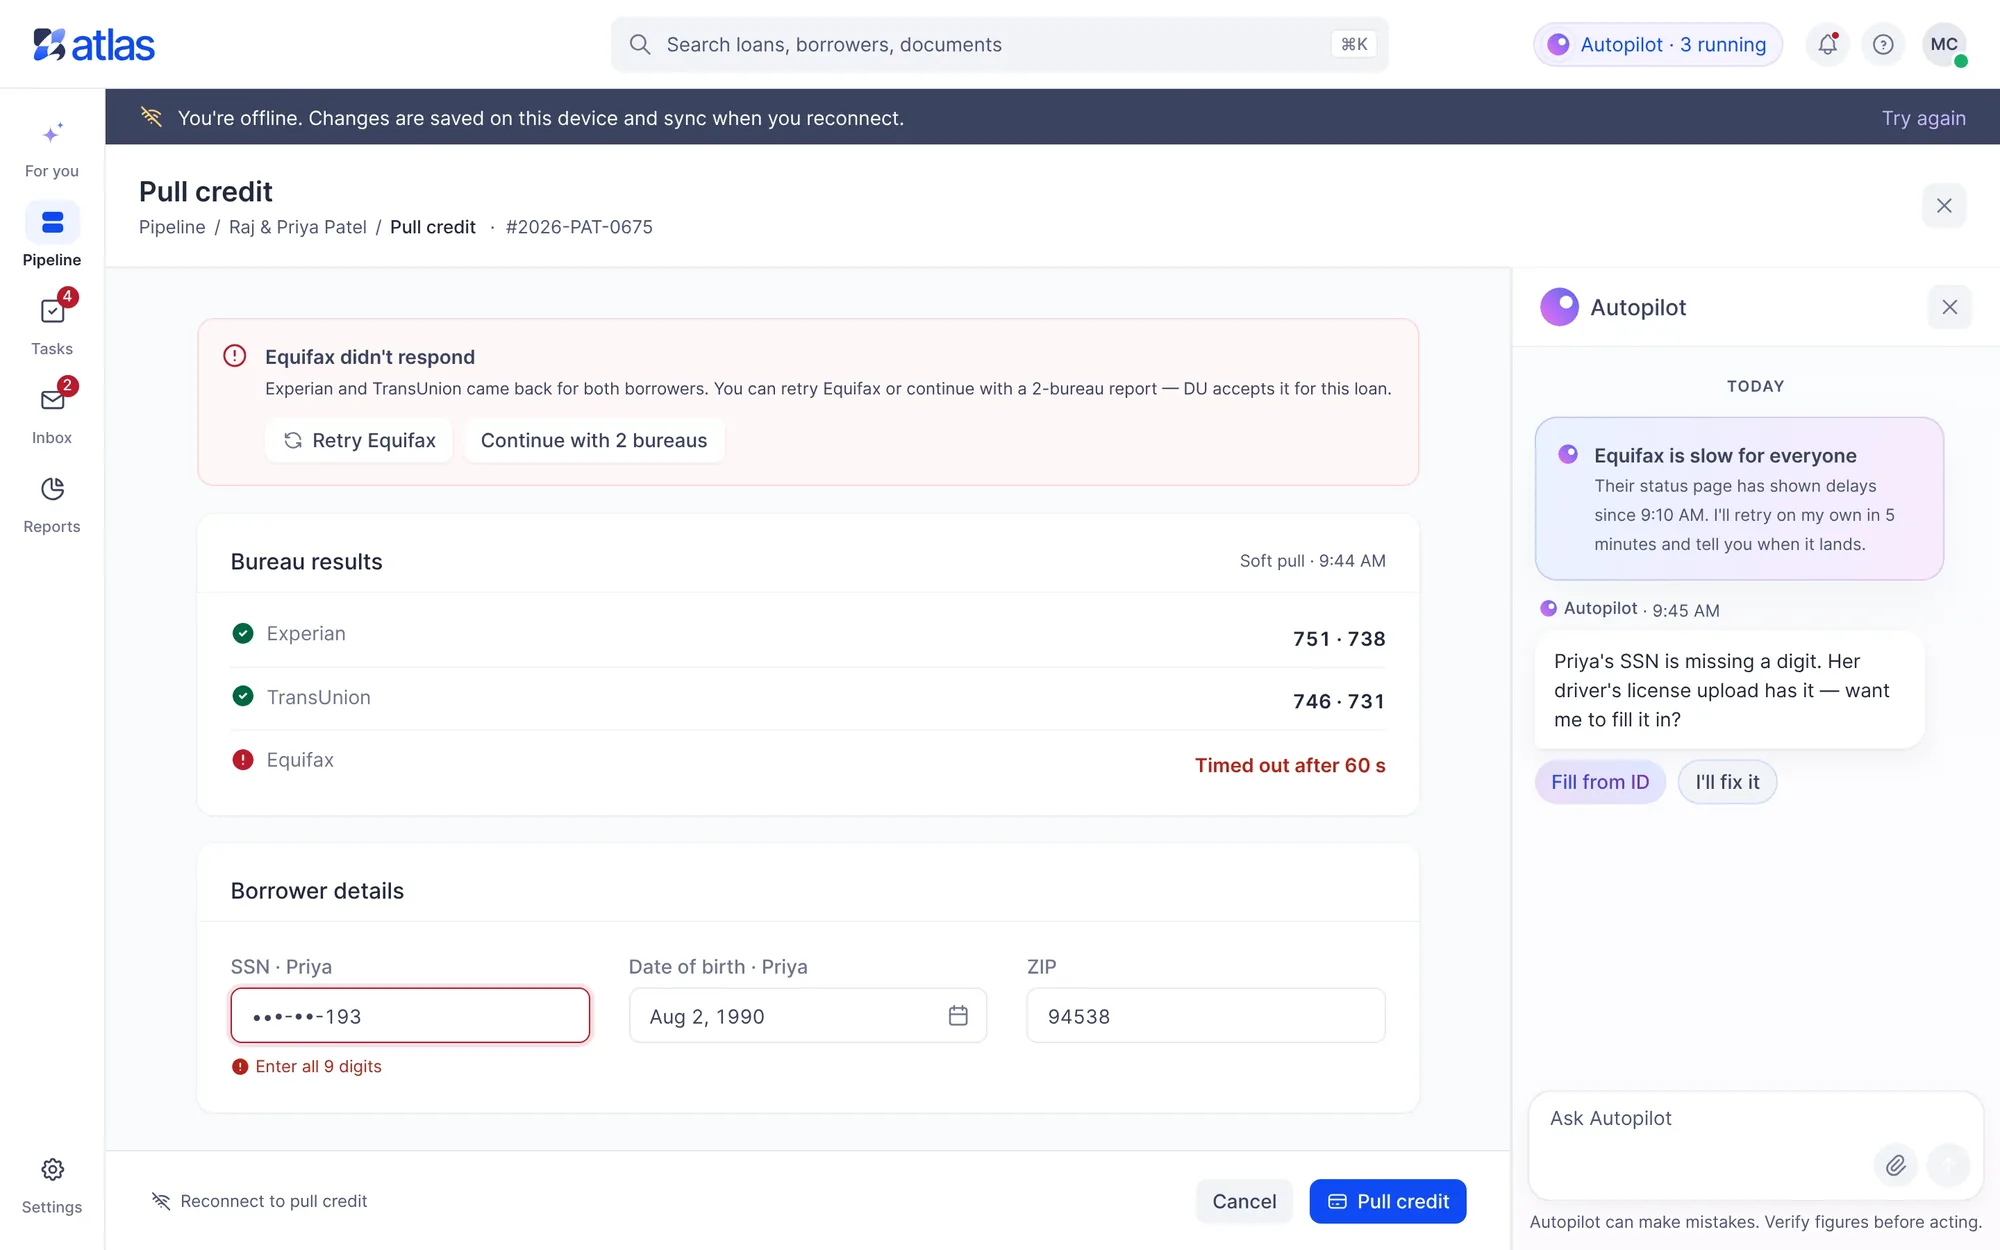 atlas
Search loans, borrowers, documents
⌘K
Autopilot · 3 running
MC
You're offline. Changes are saved on this device and sync when you reconnect.
Try again
For you
Pipeline
4
Tasks
2
Inbox
Reports
Settings
Pull credit
Pipeline / Raj & Priya Patel / Pull credit · #2026-PAT-0675
Equifax didn't respond
Experian and TransUnion came back for both borrowers. You can retry Equifax or continue with a 2-bureau report — DU accepts it for this loan.
Retry Equifax
Continue with 2 bureaus
Bureau results
Soft pull · 9:44 AM
Experian
751 · 738
TransUnion
746 · 731
Equifax
Timed out after 60 s
Borrower details
SSN · Priya
•••-••-193
Enter all 9 digits
Date of birth · Priya
Aug 2, 1990
ZIP
94538
Reconnect to pull credit
Cancel
Pull credit
Autopilot
TODAY
Equifax is slow for everyone
Their status page has shown delays
since 9:10 AM. I'll retry on my own in 5
minutes and tell you when it lands.
Autopilot · 9:45 AM
Priya's SSN is missing a digit. Her
driver's license upload has it — want
me to fill it in?
Fill from ID
I'll fix it
Ask Autopilot
Autopilot can make mistakes. Verify figures before acting.